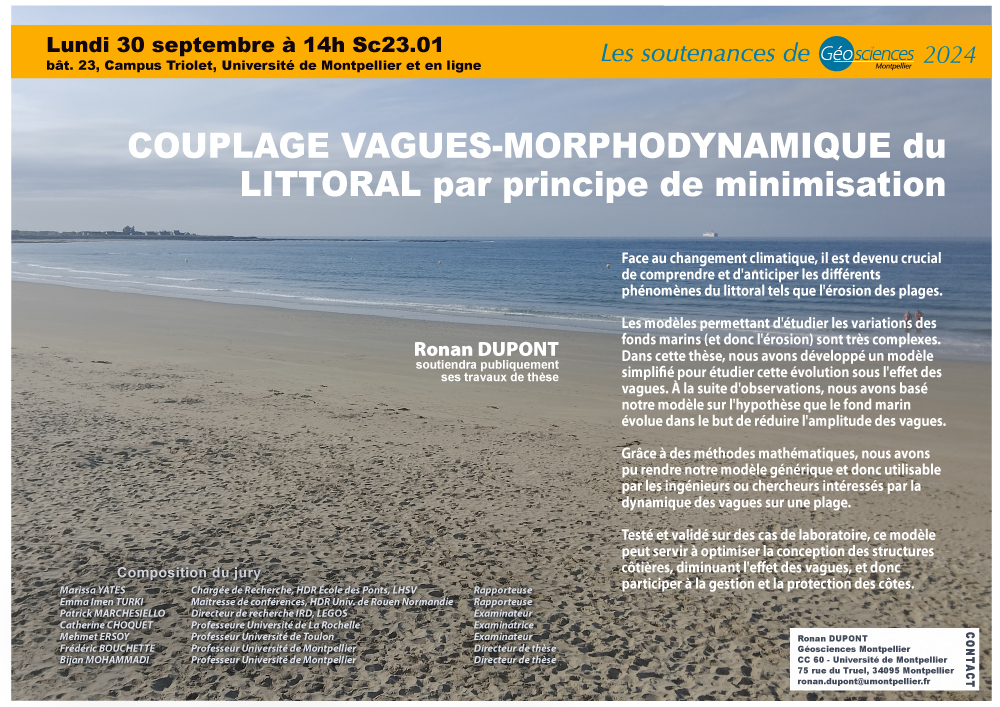 Lundi 30 septembre à 14h Sc23.01
bât. 23, Campus Triolet, Université de Montpellier et en ligne
Les soutenances de Géosciences Montpellier 2024
COUPLAGE VAGUES-MORPHODYNAMIQUE du
LITTORAL par principe de minimisation
Face au changement climatique, il est devenu crucial
de comprendre et d'anticiper les différents
phénomènes du littoral tels que l'érosion des plages.
Les modèles permettant d'étudier les variations des
fonds marins (et donc l'érosion) sont très complexes.
Dans cette thèse, nous avons développé un modèle
simplifié pour étudier cette évolution sous l'effet des
vagues. À la suite d'observations, nous avons basé
notre modèle sur l'hypothèse que le fond marin
évolue dans le but de réduire l'amplitude des vagues.
Grâce à des méthodes mathématiques, nous avons
pu rendre notre modèle générique et donc utilisable
par les ingénieurs ou chercheurs intéressés par la
dynamique des vagues sur une plage.
Testé et validé sur des cas de laboratoire, ce modèle
peut servir à optimiser la conception des structures
côtières, diminuant l'effet des vagues, et donc
participer à la gestion et la protection des côtes.
Ronan DUPONT
soutiendra publiquement
ses travaux de thèse
Composition du jury
Marissa YATES Chargée de Recherche, HDR École des Ponts, LHSV Rapporteuse
Emma Imen TURKI Maîtresse de conférences, HDR Univ. de Rouen Normandie Rapporteuse
Patrick MARCHESIELLO Directeur de recherche IRD, LEGOS Examinateur
Catherine CHOQUET Professeure Université de La Rochelle Examinatrice
Mehmet ERSOY Professeur Université de Toulon Examinateur
Frédéric BOUCHETTE Professeur Université de Montpellier Directeur de thèse
Bijan MOHAMMADI Professeur Université de Montpellier Directeur de thèse
Ronan DUPONT
Géosciences Montpellier
CC 60 - Université de Montpellier
75 rue du Truel, 34095 Montpellier
ronan.dupont@umontpellier.fr
CONTACT